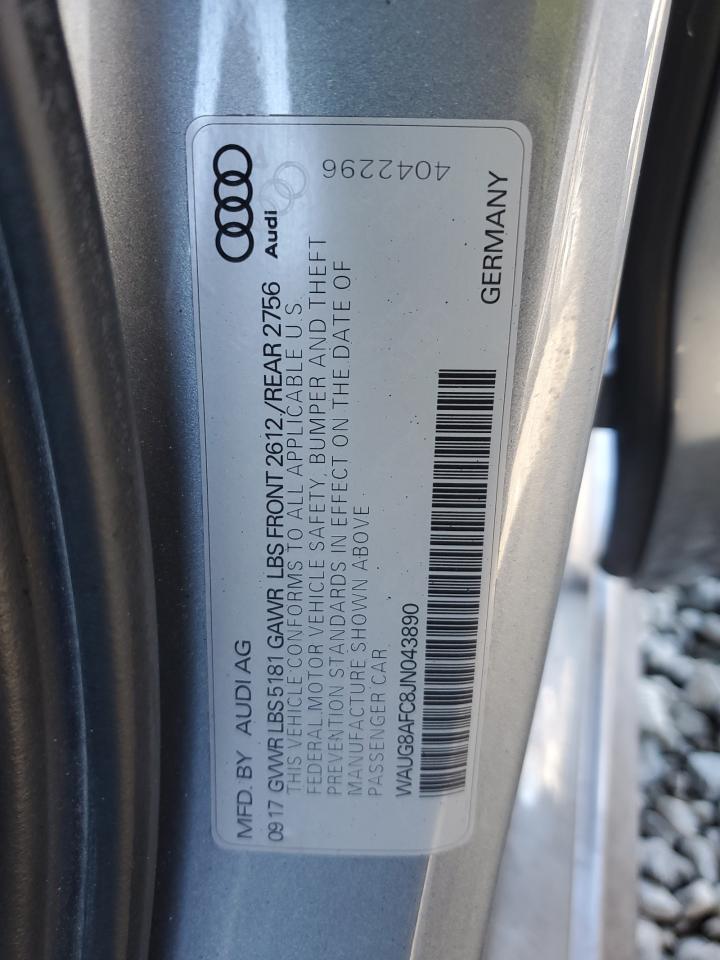 MFD. BY AUDI AG
Audi
0917 GVWR LBS 5181 GAWR LBS FRONT 2612./REAR 2756
THIS VEHICLE CONFORMS TO ALL APPLICABLE U.S.
FEDERAL MOTOR VEHICLE SAFETY, BUMPER AND THEFT
PREVENTION STANDARDS IN EFFECT ON THE DATE OF
MANUFACTURE SHOWN ABOVE
PASSENGER CAR
WAUG8AFC8JN043890
GERMANY
4042296